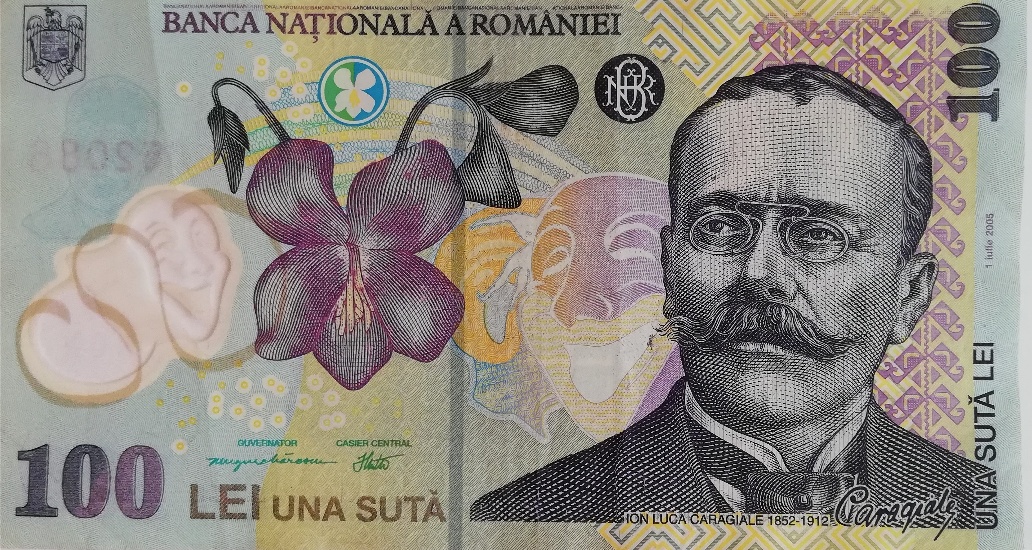 BANCA NAȚIONALĂ A ROMÂNIEI
100
1 iulie 2005
GUVERNATOR CASIER CENTRAL
100 LEI UNA SUTĂ
ION LUCA CARAGIALE 1852-1912
Caragiale
UNA SUTĂ LEI